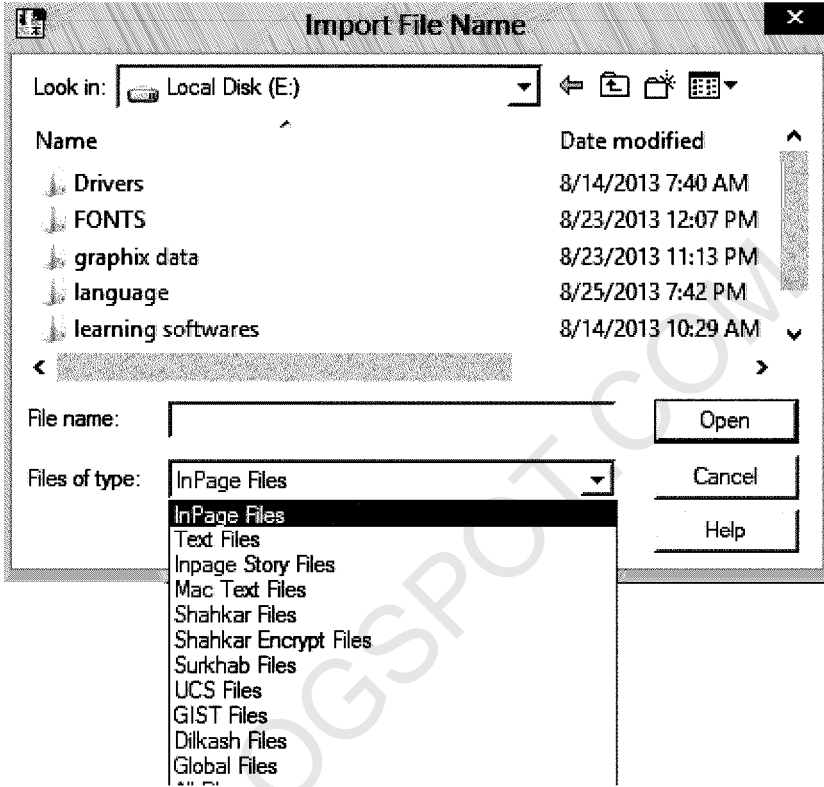 Import File Name
Look in: Local Disk (E:)
Name Date modified
Drivers 8/14/2013 7:40 AM
FONTS 8/23/2013 12:07 PM
graphix data 8/23/2013 11:13 PM
language 8/25/2013 7:42 PM
learning softwares 8/14/2013 10:29 AM
File name: Open
Files of type: InPage Files Cancel
InPage Files
Help
Text Files
Inpage Story Files
Mac Text Files
Shahkar Files
Shahkar Encrypt Files
Surkhab Files
UCS Files
GIST Files
Dilkash Files
Global Files
OGSPOT.COM